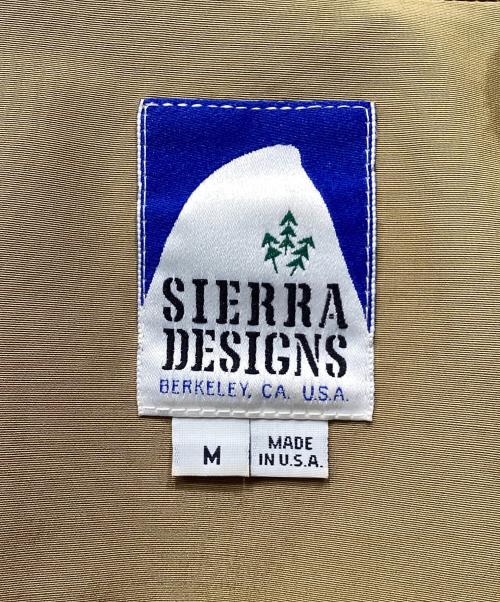 SIERRA
DESIGNS
BERKELEY, CA. U.S.A.
M
MADE
IN U.S.A.